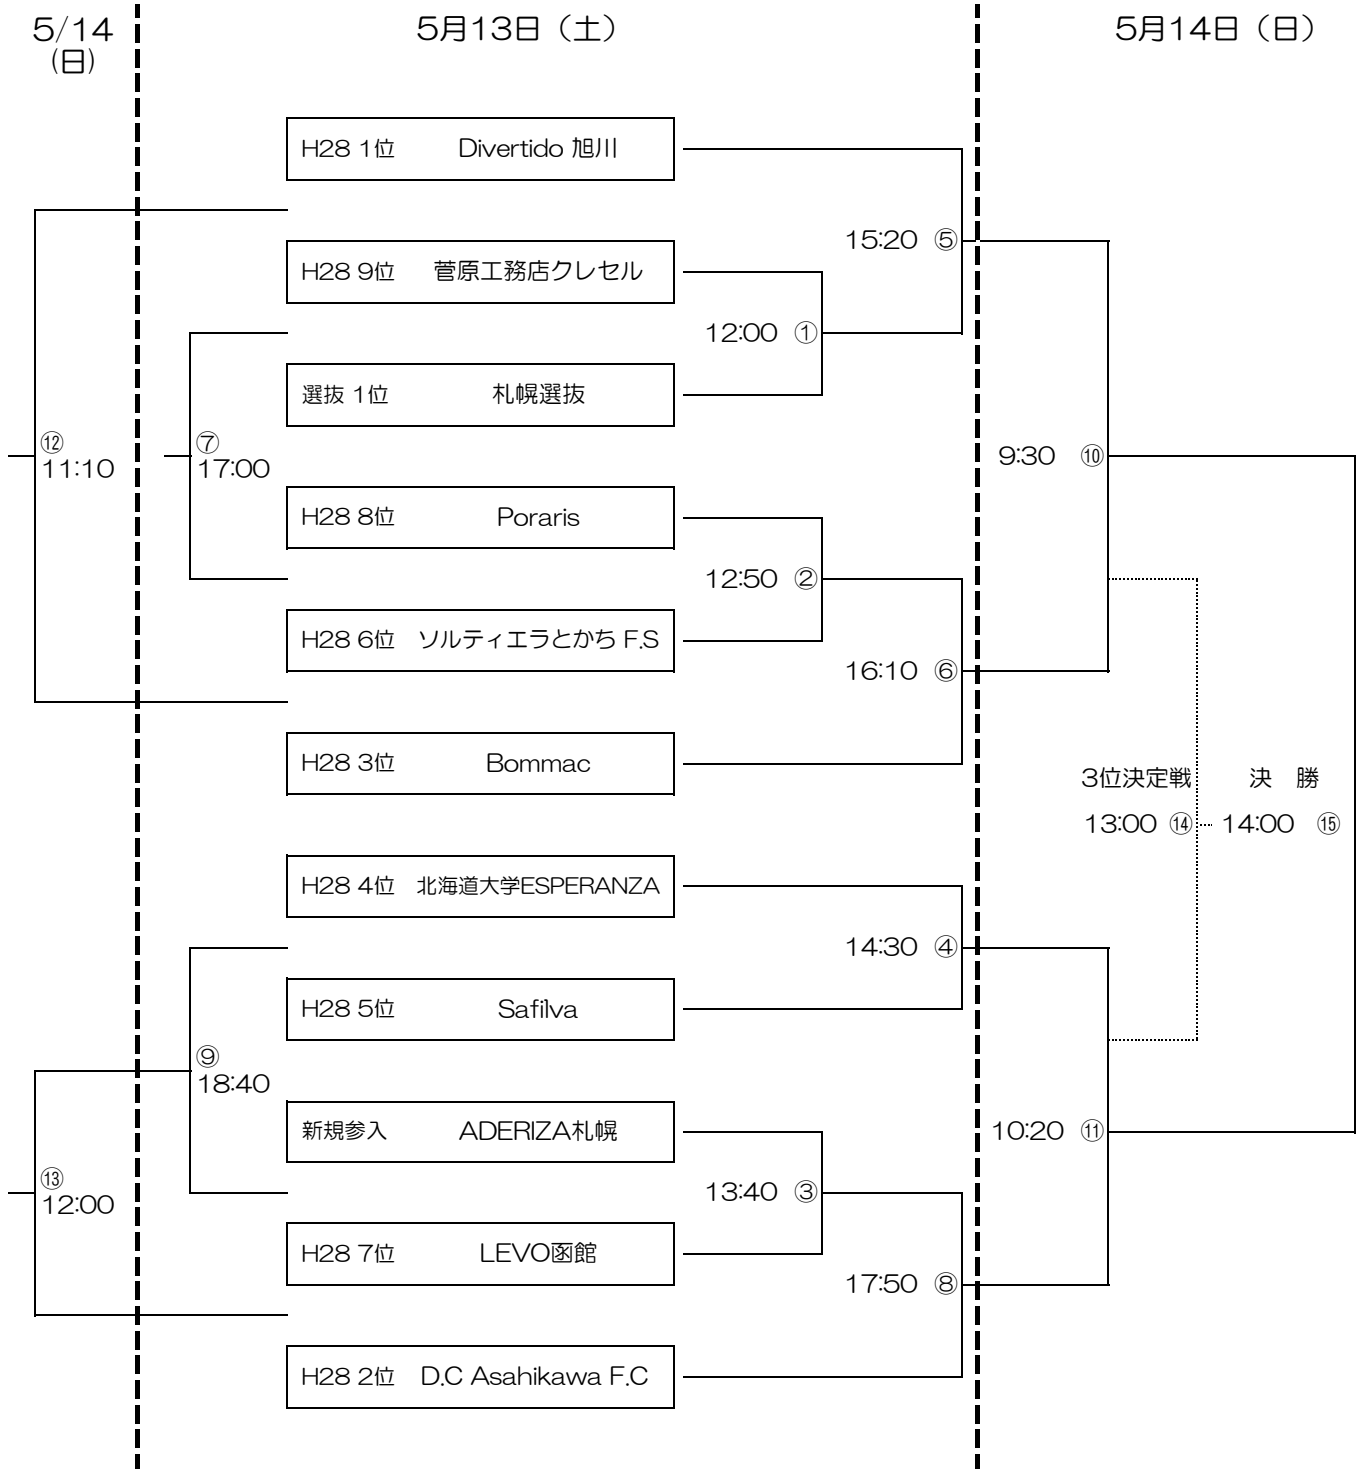 5/14
(日)
5月13日（土）
5月14日（日）
H28 1位 Divertido 旭川
15:20 ⑤
H28 9位 菅原工務店クレセル
12:00 ①
選抜 1位 札幌選抜
⑫
11:10
⑦
17:00
9:30 ⑩
H28 8位 Poraris
12:50 ②
H28 6位 ソルティエラとかち F.S
16:10 ⑥
H28 3位 Bommac
3位決定戦
13:00 ⑭
決 勝
14:00 ⑮
H28 4位 北海道大学ESPERANZA
14:30 ④
H28 5位 Safilva
⑨
18:40
新規参入 ADERIZA札幌
10:20 ⑪
⑬
12:00
13:40 ③
H28 7位 LEVO函館
17:50 ⑧
H28 2位 D.C Asahikawa F.C